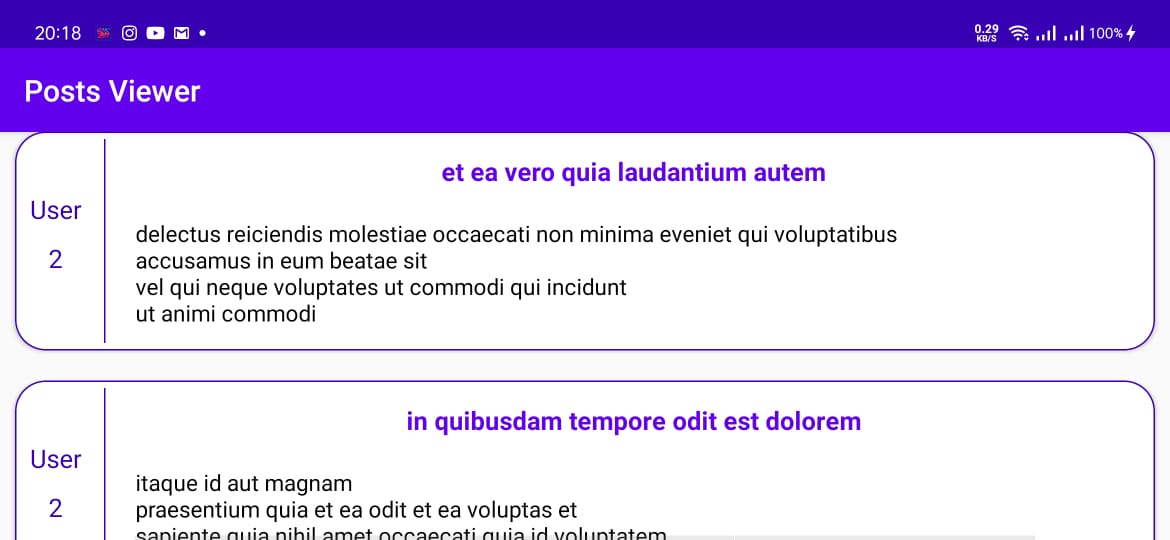 20:18
0.29
KB/S
100%
Posts Viewer
et ea vero quia laudantium autem
User
2
delectus reiciendis molestiae occaecati non minima eveniet qui voluptatibus
accusamus in eum beatae sit
vel qui neque voluptates ut commodi qui incidunt
ut animi commodi
in quibusdam tempore odit est dolorem
User
2
itaque id aut magnam
praesentium quia et ea odit et ea voluptas et
sapiente quia nihil amet occaecati quia id voluptatem